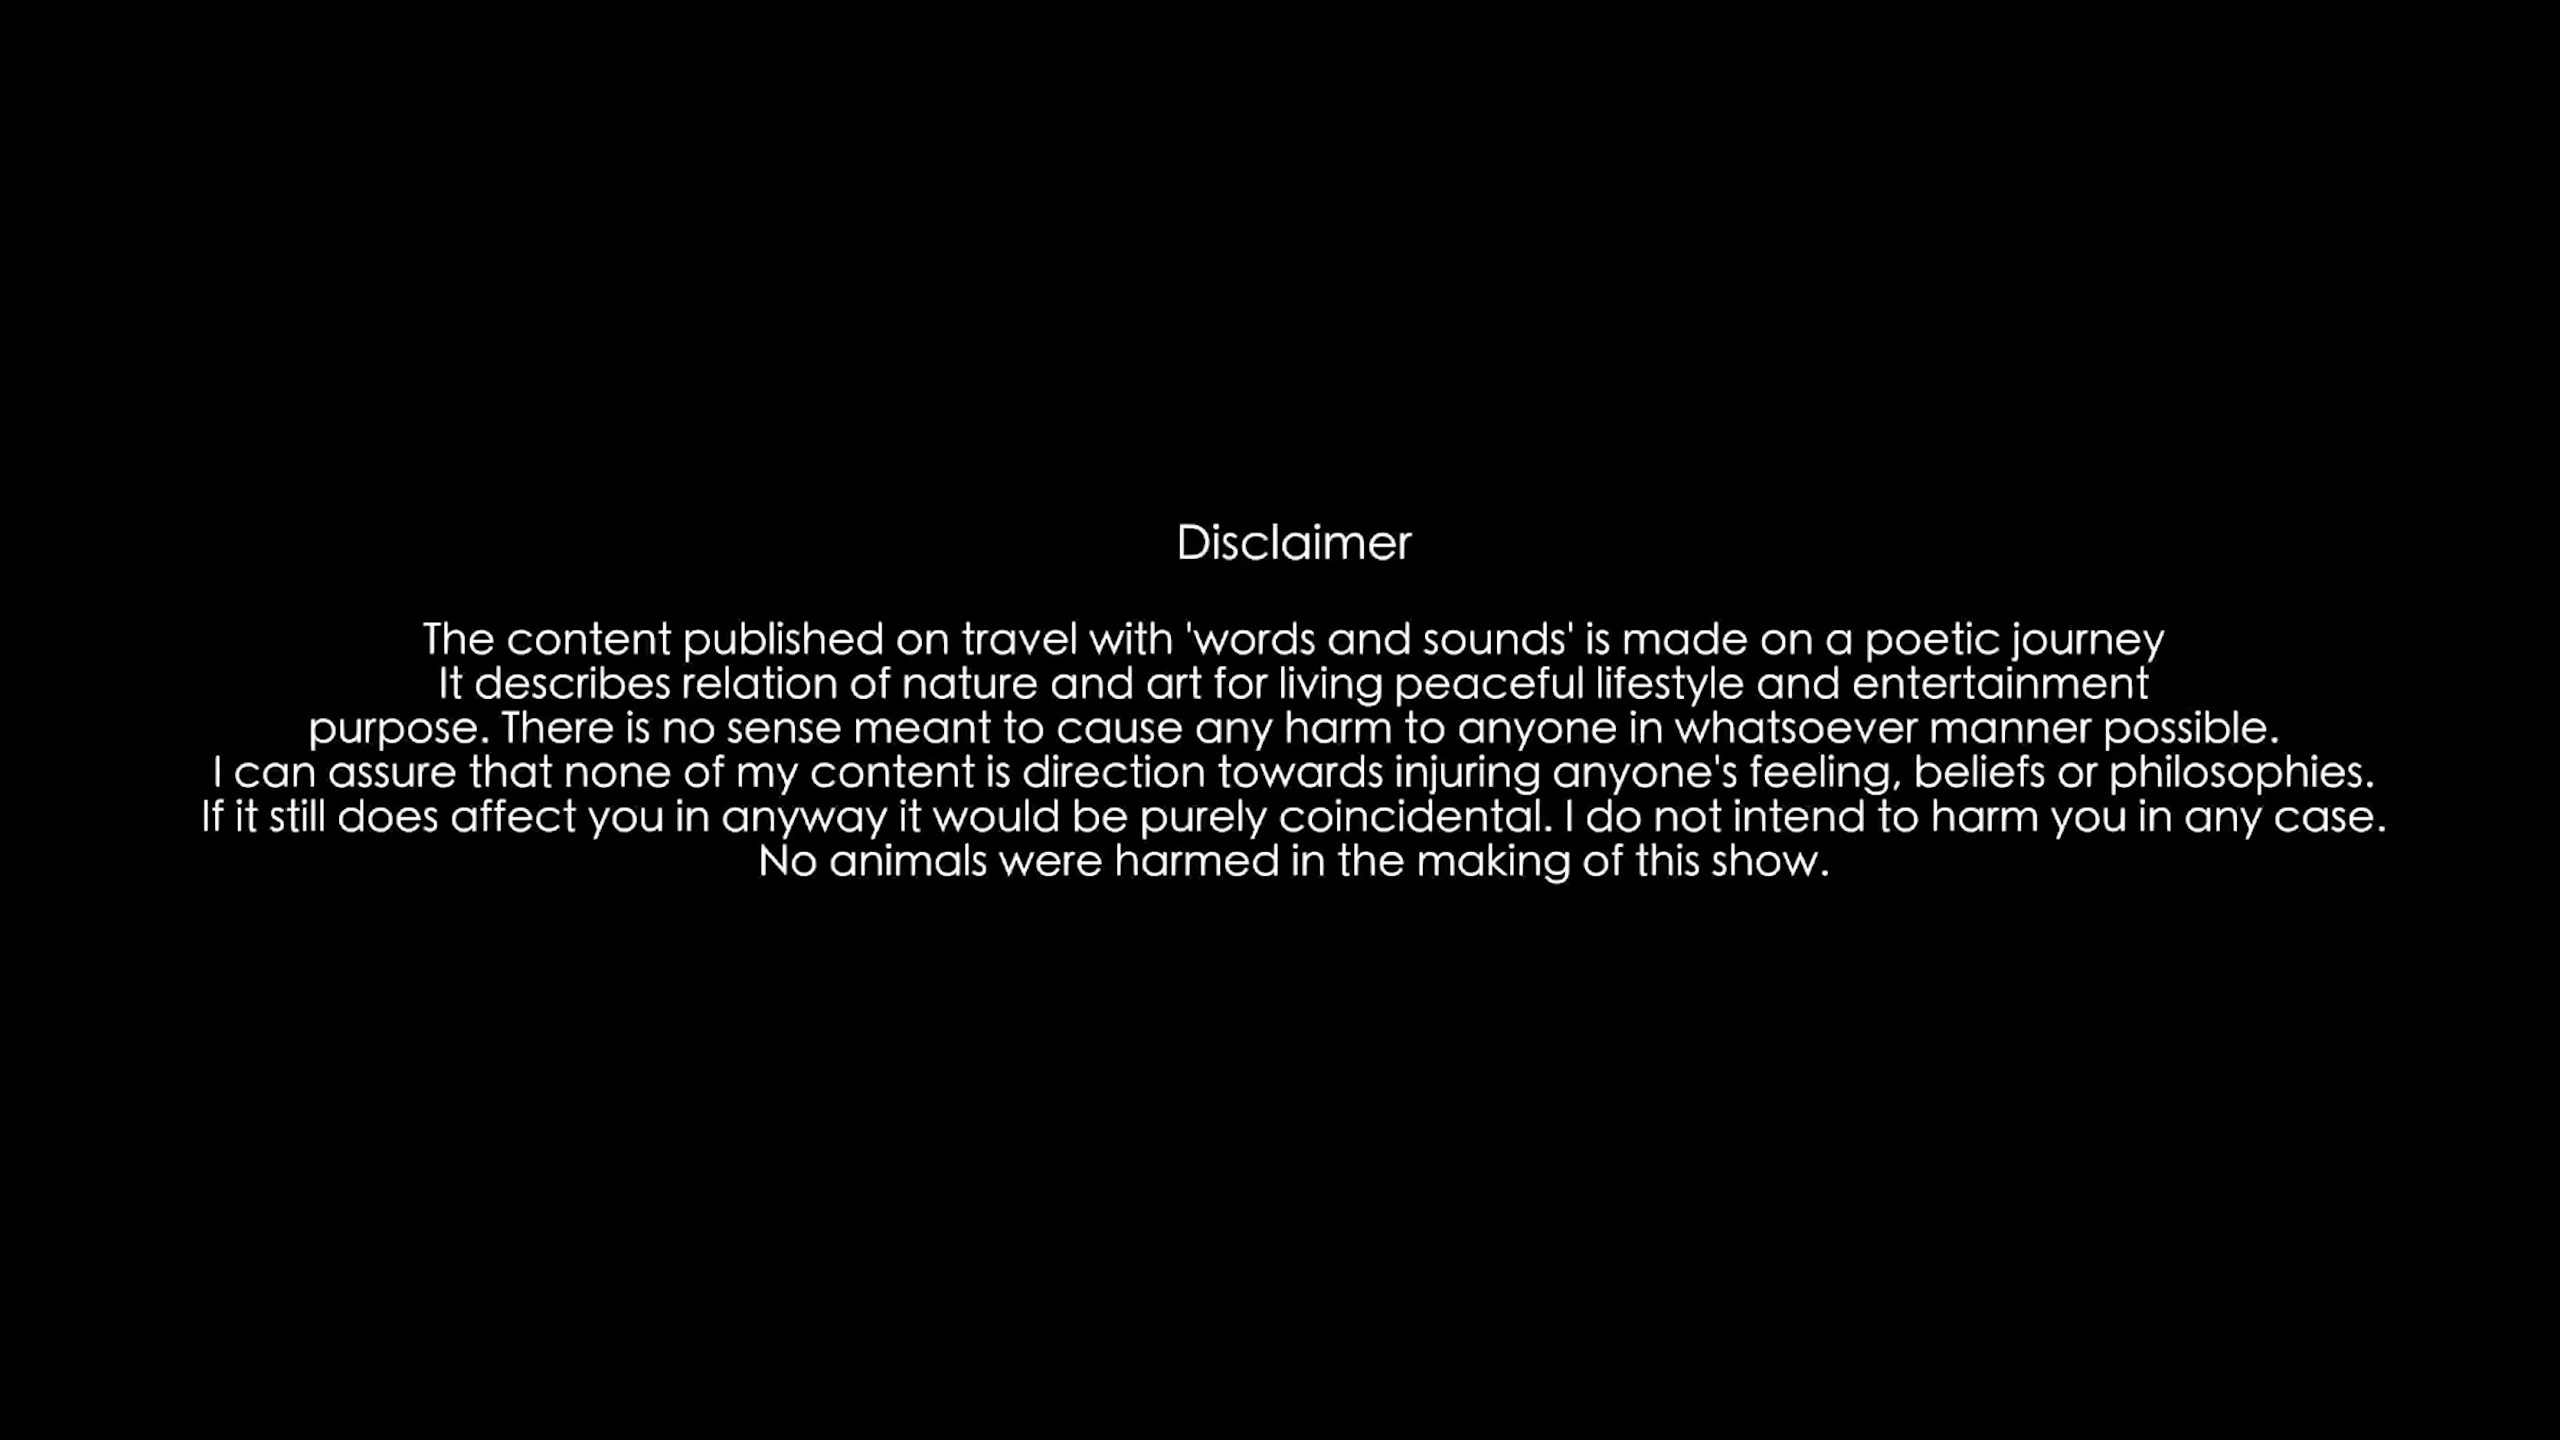 Disclaimer
The content published on travel with 'words and sounds' is made on a poetic journey
It describes relation of nature and art for living peaceful lifestyle and entertainment
purpose. There is no sense meant to cause any harm to anyone in whatsoever manner possible.
I can assure that none of my content is direction towards injuring anyone's feeling, beliefs or philosophies.
If it still does affect you in anyway it would be purely coincidental. I do not intend to harm you in any case.
No animals were harmed in the making of this show.